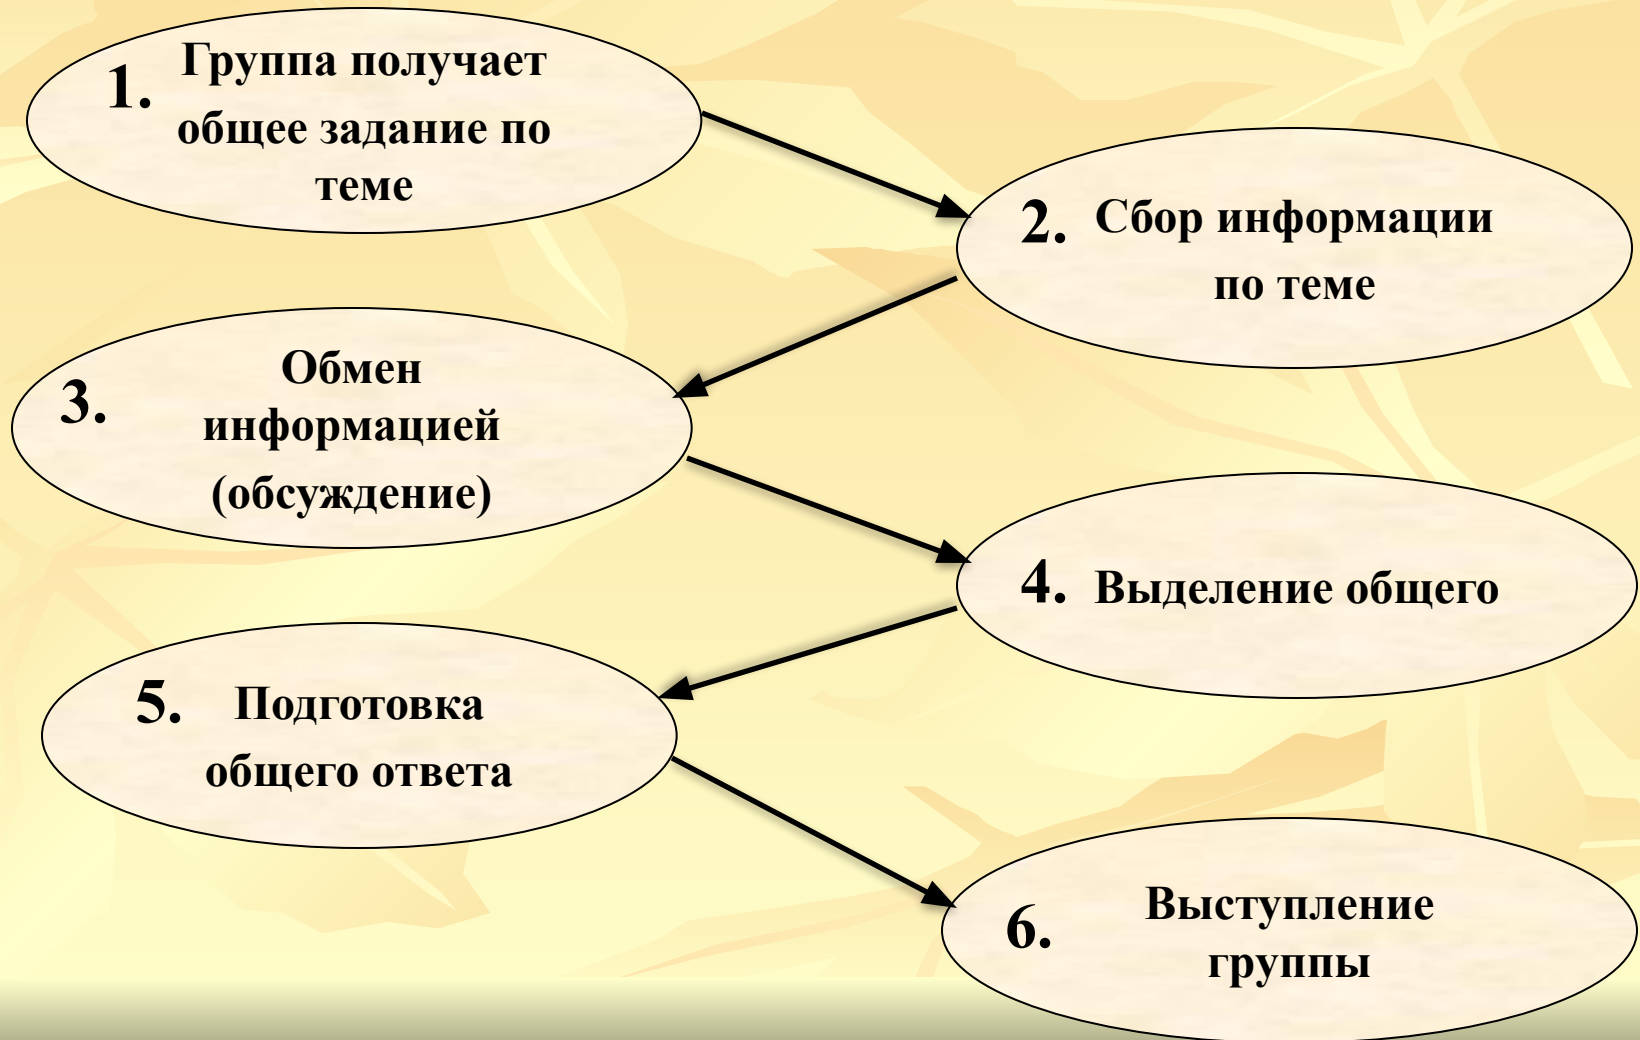 1. Группа получает
общее задание по
теме
2. Сбор информации
по теме
3. Обмен
информацией
(обсуждение)
4. Выделение общего
5. Подготовка
общего ответа
6. Выступление
группы